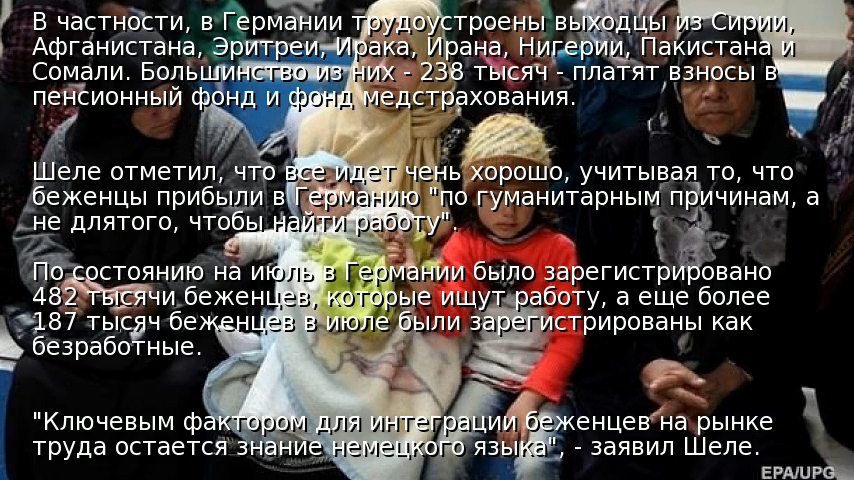 В частности, в Германии трудоустроены выходцы из Сирии,
Афганистана, Эритреи, Ирака, Ирана, Нигерии, Пакистана и
Сомали. Большинство из них - 238 тысяч - платят взносы в
пенсионный фонд и фонд медстрахования.
Шеле отметил, что все идет чень хорошо, учитывая то, что
беженцы прибыли в Германию "по гуманитарным причинам, а
не длятого, чтобы найти работу".
По состоянию на июль в Германии было зарегистрировано
482 тысячи беженцев, которые ищут работу, а еще более
187 тысяч беженцев в июле были зарегистрированы как
безработные.
"Ключевым фактором для интеграции беженцев на рынке
труда остается знание немецкого языка", - заявил Шеле.
EPA/UPG